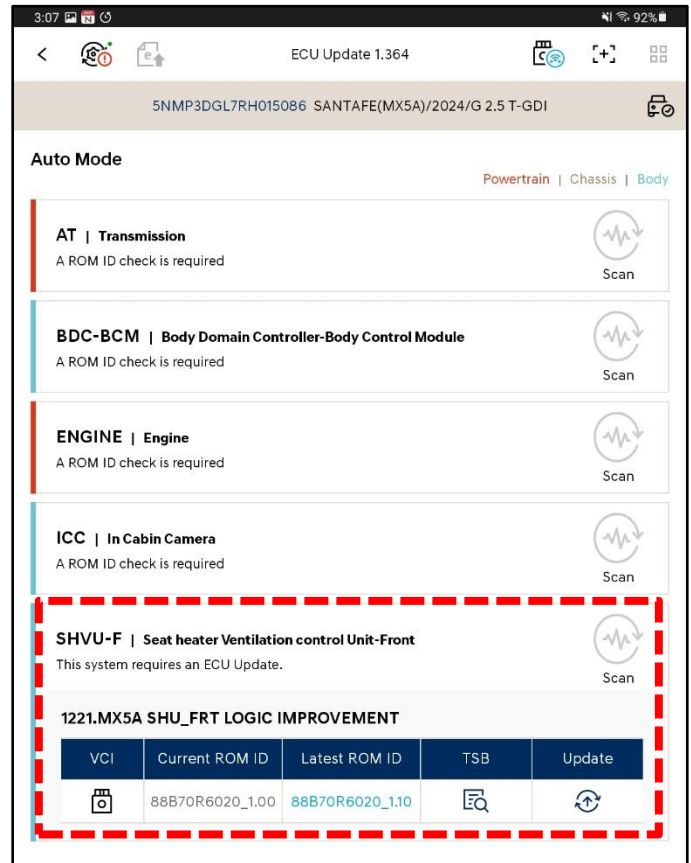 3:07 92%
ECU Update 1.364
5NMP3DGL7RH015086 SANTAFE(MX5A)/2024/G 2.5 T-GDI
Auto Mode
Powertrain | Chassis | Body
AT | Transmission
A ROM ID check is required
Scan
BDC-BCM | Body Domain Controller-Body Control Module
A ROM ID check is required
Scan
ENGINE | Engine
A ROM ID check is required
Scan
ICC | In Cabin Camera
A ROM ID check is required
Scan
SHVU-F | Seat heater Ventilation control Unit-Front
This system requires an ECU Update.
Scan
1221.MX5A SHU_FRT LOGIC IMPROVEMENT
VCI Current ROM ID Latest ROM ID TSB Update
88B70R6020_1.00 88B70R6020_1.10